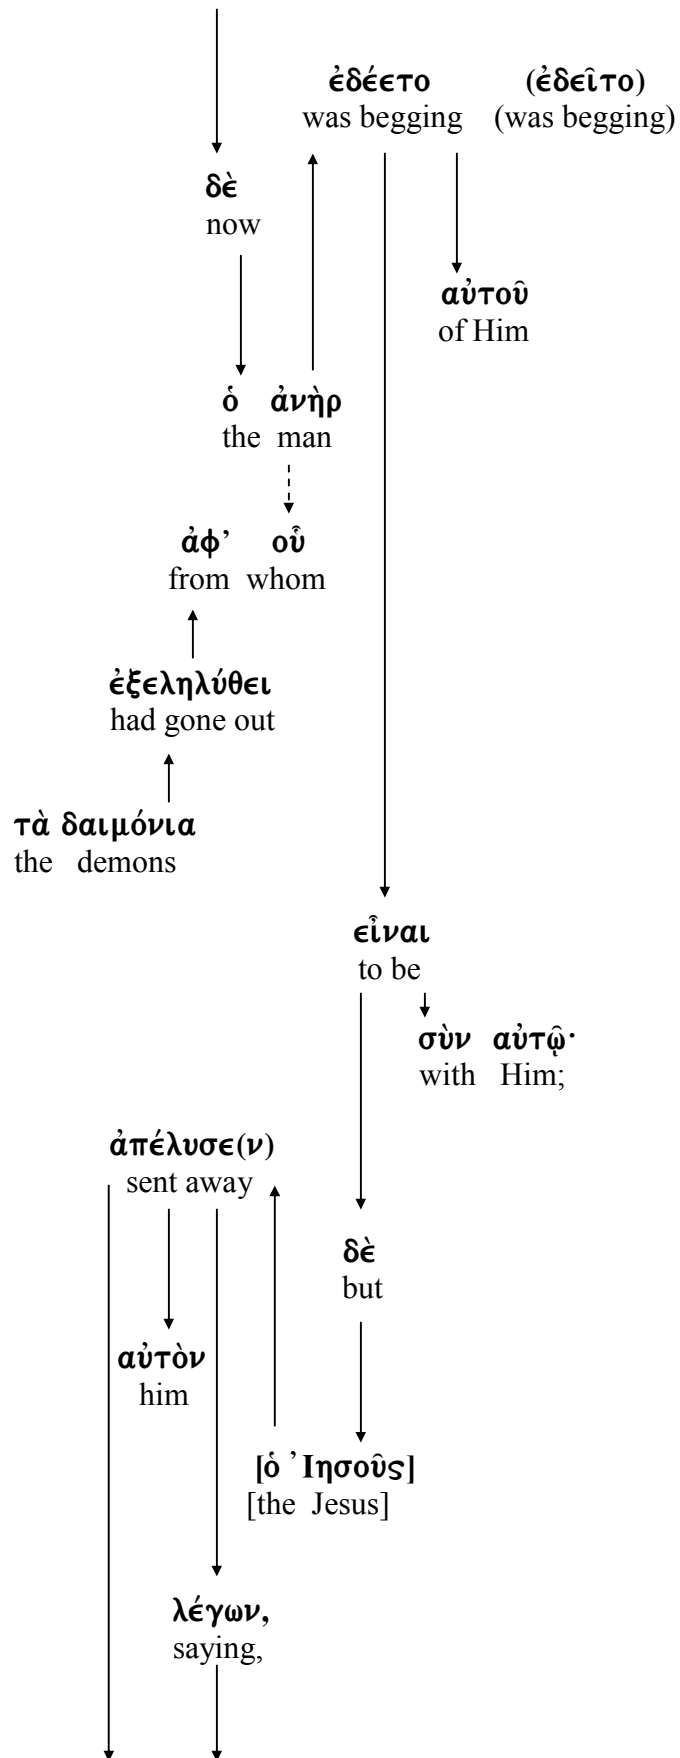 ἐδέετο (ἐδεῖτο)
was begging (was begging)
δὲ
now
αὐτοῦ
of Him
ὁ ἀνὴρ
the man
ἀφ’ οὗ
from whom
ἐξεληλύθει
had gone out
τὰ δαιμόνια
the demons
εἶναι
to be
σὺν αὐτῷ·
with Him;
ἀπέλυσε(ν)
sent away
δὲ
but
αὐτὸν
him
[ὁ Ἰησοῦς]
[the Jesus]
λέγων,
saying,